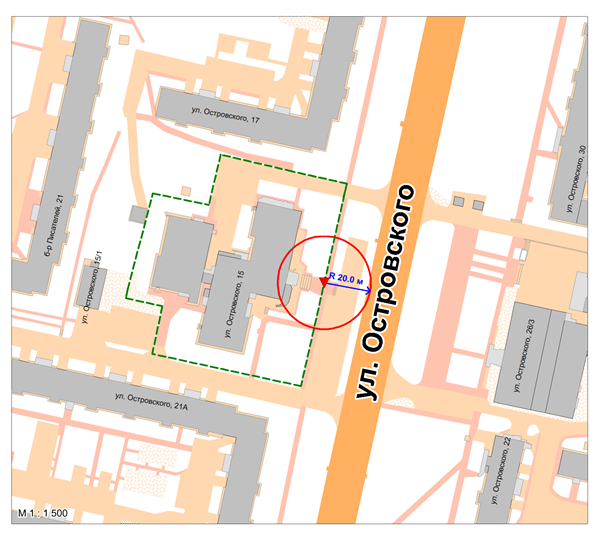 ул. Островского, 17
ул. Островского, 30
б-р Писателей, 21
ул. Островского, 15/1
ул. Островского, 15
R 20.0 м
ул. Островского
ул. Островского, 26/3
ул. Островского, 21А
ул. Островского, 22
М 1 : 1 500